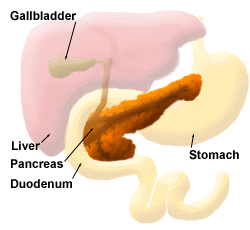 Gallbladder
Liver
Pancreas
Duodenum
Stomach